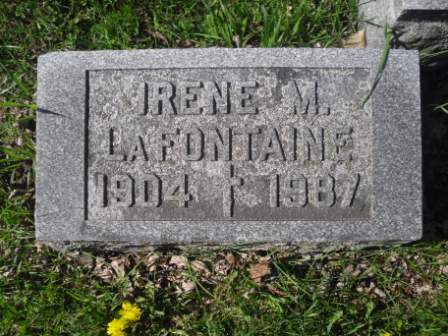 IRENE M.
LAFONTAINE
1904 † 1987